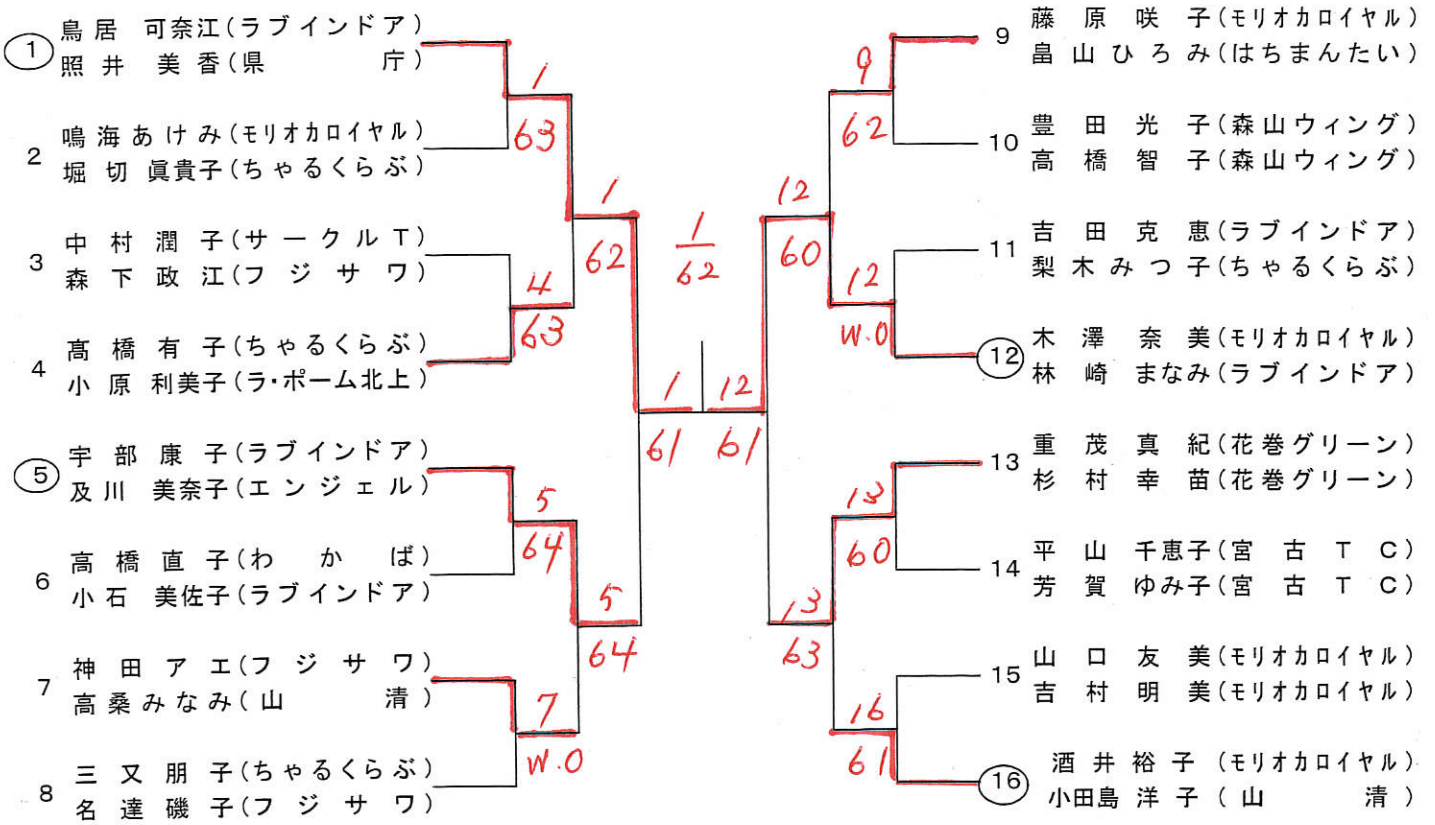 1 鳥居 可奈江(ラブインドア)
照井 美香(県 庁)
2 鳴海あけみ(モリオカロイヤル)
堀切 眞貴子(ちゃるくらぶ)
3 中村潤子(サークルT)
森下政江(フジサワ)
4 髙橋有子(ちゃるくらぶ)
小原利美子(ラ・ポーム北上)
5 宇部康子(ラブインドア)
及川美奈子(エンジェル)
6 高橋直子(わかば)
小石 美佐子(ラブインドア)
7 神田アエ(フジサワ)
高桑みなみ(山 清)
8 三又朋子(ちゃるくらぶ)
名達磯子(フジサワ)
1
63
4
63
5
64
7
W.O
1
62
5
64
1
61
1
62
12
61
12
60
13
63
9
62
12
W.O
13
60
16
61
9 藤原咲子(モリオカロイヤル)
畠山ひろみ(はちまんたい)
10 豊田光子(森山ウィング)
高橋智子(森山ウィング)
11 吉田克恵(ラブインドア)
梨木みつ子(ちゃるくらぶ)
12 木澤奈美(モリオカロイヤル)
林崎まなみ(ラブインドア)
13 重茂真紀(花巻グリーン)
杉村幸苗(花巻グリーン)
14 平山千恵子(宮古TC)
芳賀ゆみ子(宮古TC)
15 山口友美(モリオカロイヤル)
吉村明美(モリオカロイヤル)
16 酒井裕子(モリオカロイヤル)
小田島洋子(山 清)